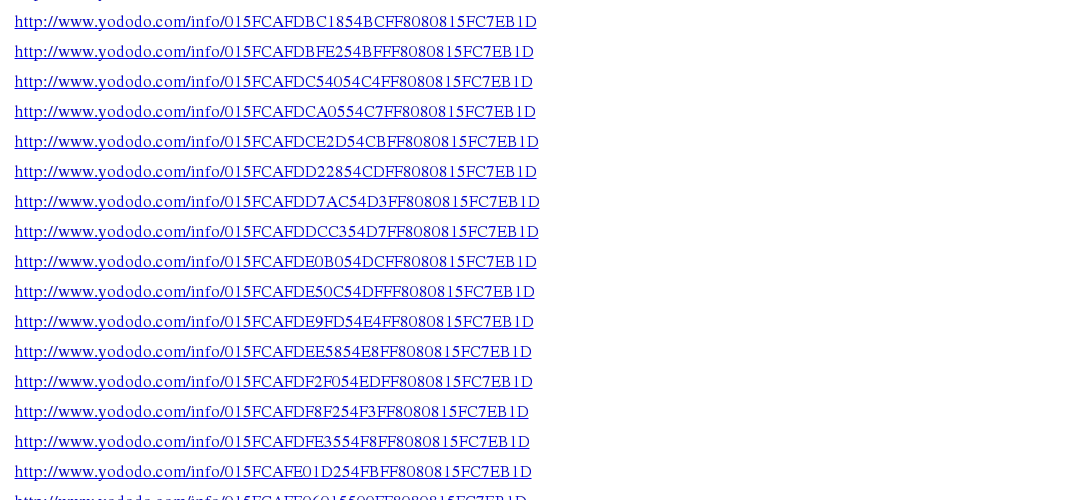 http://www.yododo.com/info/015FCAFDBC1854BCFF8080815FC7EB1D
http://www.yododo.com/info/015FCAFDBFE254BFFF8080815FC7EB1D
http://www.yododo.com/info/015FCAFDC54054C4FF8080815FC7EB1D
http://www.yododo.com/info/015FCAFDCA0554C7FF8080815FC7EB1D
http://www.yododo.com/info/015FCAFDCE2D54CBFF8080815FC7EB1D
http://www.yododo.com/info/015FCAFDD22854CDFF8080815FC7EB1D
http://www.yododo.com/info/015FCAFDD7AC54D3FF8080815FC7EB1D
http://www.yododo.com/info/015FCAFDDCC354D7FF8080815FC7EB1D
http://www.yododo.com/info/015FCAFDE0B054DCFF8080815FC7EB1D
http://www.yododo.com/info/015FCAFDE50C54DFFF8080815FC7EB1D
http://www.yododo.com/info/015FCAFDE9FD54E4FF8080815FC7EB1D
http://www.yododo.com/info/015FCAFDEE5854E8FF8080815FC7EB1D
http://www.yododo.com/info/015FCAFDF2F054EDFF8080815FC7EB1D
http://www.yododo.com/info/015FCAFDF8F254F3FF8080815FC7EB1D
http://www.yododo.com/info/015FCAFDFE3554F8FF8080815FC7EB1D
http://www.yododo.com/info/015FCAFE01D254FBFF8080815FC7EB1D